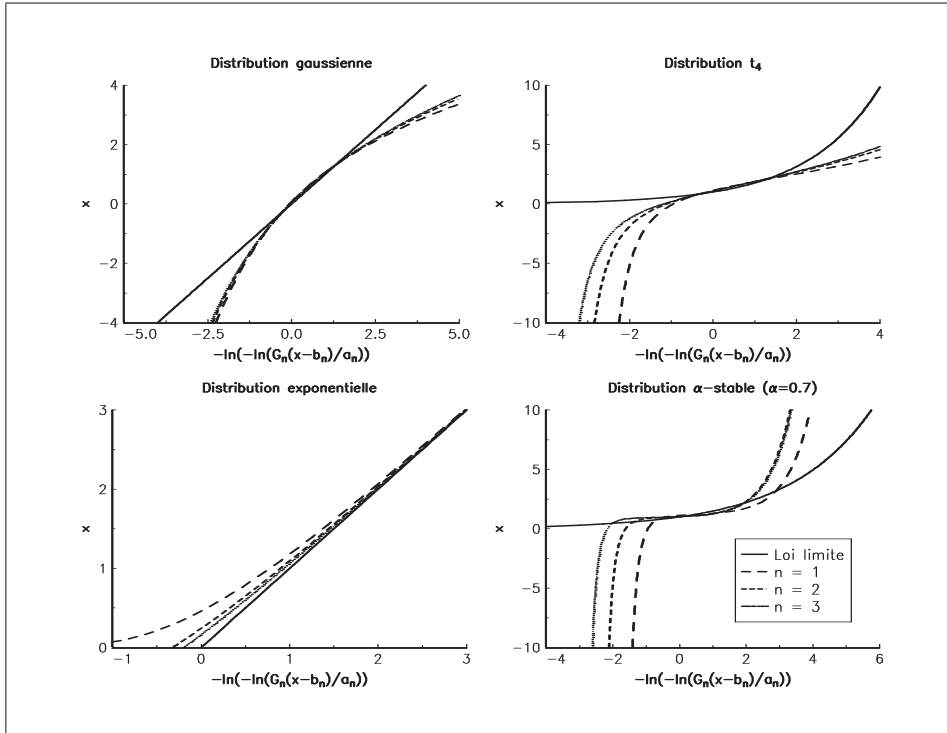 Distribution gaussienne
4
2
0
−2
−4
x
−5.0 −2.5 0.0 2.5 5.0
−ln(−ln(Gₙ(x−bₙ)/aₙ))
Distribution t₄
10
5
0
−5
−10
x
−4 −2 0 2 4
−ln(−ln(Gₙ(x−bₙ)/aₙ))
Distribution exponentielle
3
2
1
0
x
−1 0 1 2 3
−ln(−ln(Gₙ(x−bₙ)/aₙ))
Distribution α−stable (α=0.7)
10
5
0
−5
−10
x
−4 −2 0 2 4 6
−ln(−ln(Gₙ(x−bₙ)/aₙ))
Loi limite
n = 1
n = 2
n = 3